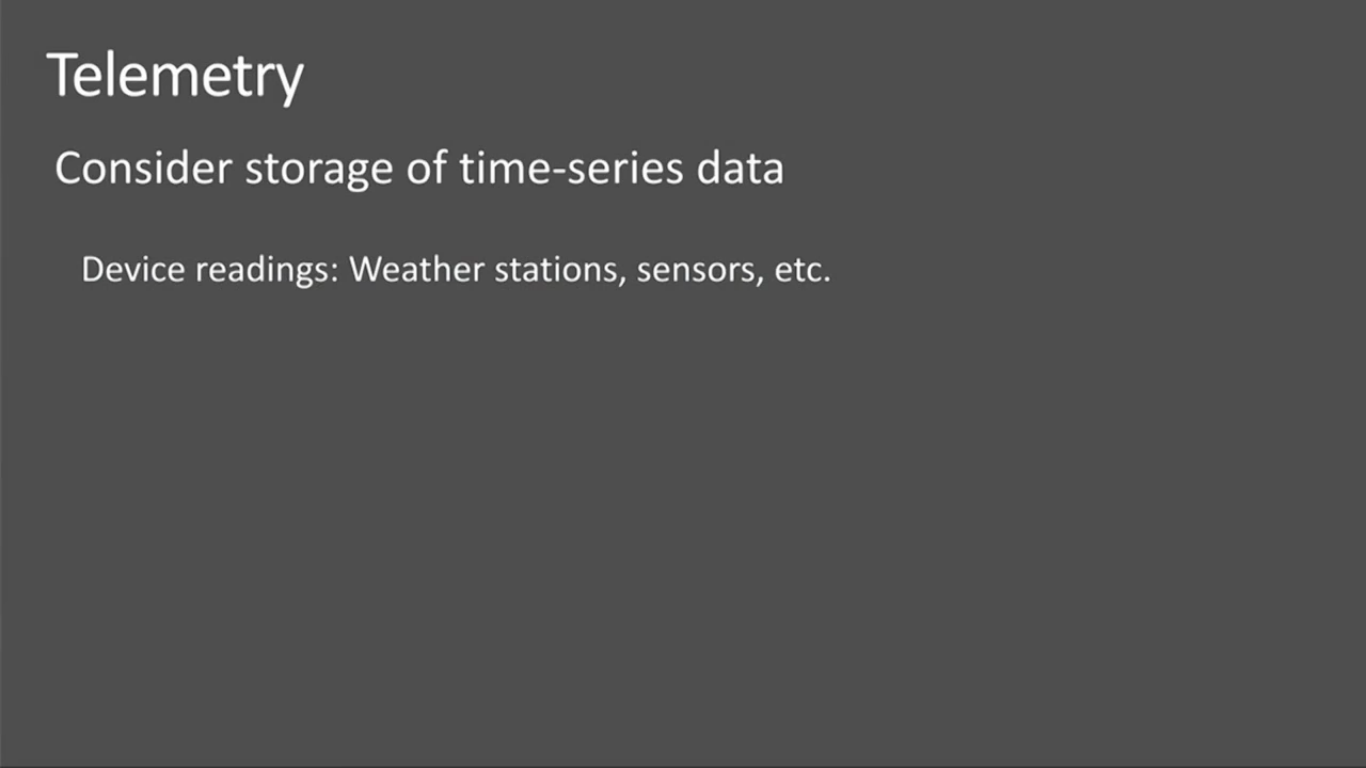 Telemetry
Consider storage of time-series data
Device readings: Weather stations, sensors, etc.